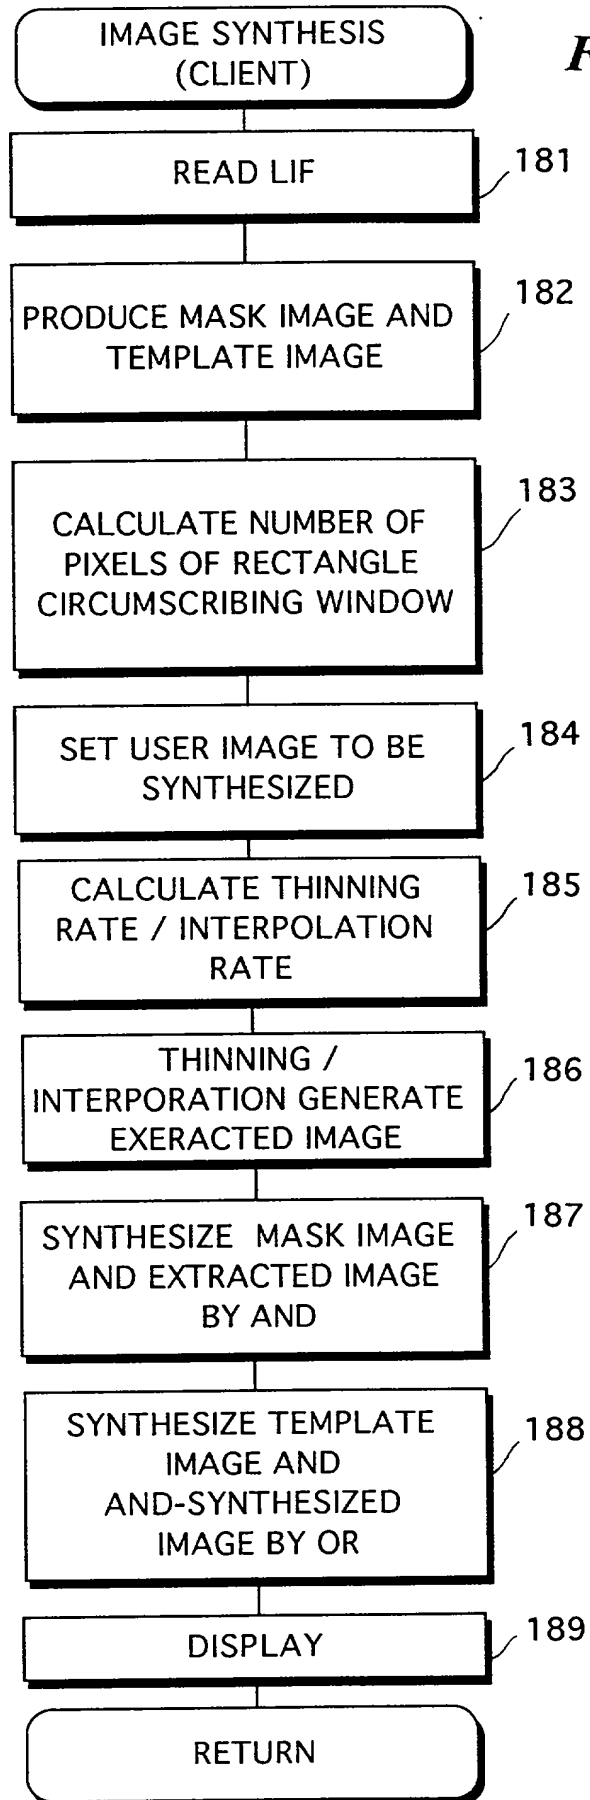 IMAGE SYNTHESIS
(CLIENT)
F
READ LIF
181
PRODUCE MASK IMAGE AND
TEMPLATE IMAGE
182
CALCULATE NUMBER OF
PIXELS OF RECTANGLE
CIRCUMSCRIBING WINDOW
183
SET USER IMAGE TO BE
SYNTHESIZED
184
CALCULATE THINNING
RATE / INTERPOLATION
RATE
185
THINNING /
INTERPORATION GENERATE
EXERACTED IMAGE
186
SYNTHESIZE MASK IMAGE
AND EXTRACTED IMAGE
BY AND
187
SYNTHESIZE TEMPLATE
IMAGE AND
AND-SYNTHESIZED
IMAGE BY OR
188
DISPLAY
189
RETURN